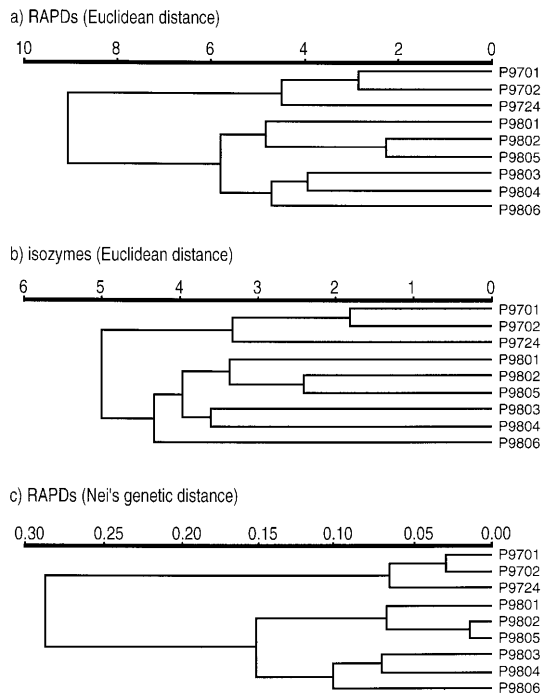 a) RAPDs (Euclidean distance)
10 8 6 4 2 0
P9701
P9702
P9724
P9801
P9802
P9805
P9803
P9804
P9806
b) isozymes (Euclidean distance)
6 5 4 3 2 1 0
P9701
P9702
P9724
P9801
P9802
P9805
P9803
P9804
P9806
c) RAPDs (Nei's genetic distance)
0.30 0.25 0.20 0.15 0.10 0.05 0.00
P9701
P9702
P9724
P9801
P9802
P9805
P9803
P9804
P9806